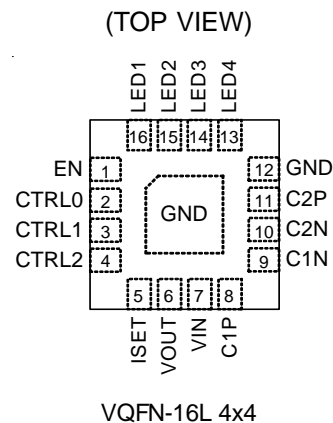 (TOP VIEW)
LED1
LED2
LED3
LED4
16
15
14
13
EN 1
CTRL0 2
CTRL1 3
CTRL2 4
GND
12 GND
11 C2P
10 C2N
9 C1N
5
6
7
8
ISET
VOUT
VIN
C1P
VQFN-16L 4x4